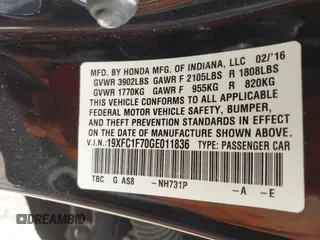 MFD. BY HONDA MFG. OF INDIANA, LLC 02/16
GVWR 3902LBS GAWR F 2105LBS R 1808LBS
GVWR 1770KG GAWR F 955KG R 820KG
THIS VEHICLE CONFORMS TO ALL APPLICABLE
FEDERAL MOTOR VEHICLE SAFETY, BUMPER,
AND THEFT PREVENTION STANDARDS IN EFFECT
ON THE DATE OF MANUFACTURE SHOWN ABOVE.
V.I.N.: 19XFC1F70GE011836 TYPE: PASSENGER CAR
TBC G AS8 -NH731P -A -E
DIDIWIN.COM